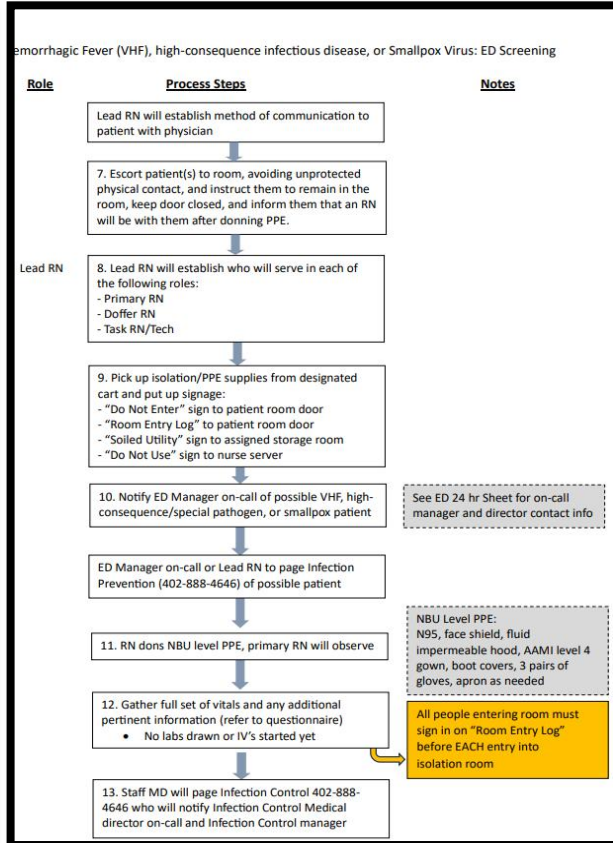 emorrhagic Fever (VHF), high-consequence infectious disease, or Smallpox Virus: ED Screening
Role
Process Steps
Notes
Lead RN will establish method of communication to
patient with physician
7. Escort patient(s) to room, avoiding unprotected
physical contact, and instruct them to remain in the
room, keep door closed, and inform them that an RN
will be with them after donning PPE.
Lead RN
8. Lead RN will establish who will serve in each of
the following roles:
- Primary RN
- Doffer RN
- Task RN/Tech
9. Pick up isolation/PPE supplies from designated
cart and put up signage:
- “Do Not Enter” sign to patient room door
- “Room Entry Log” to patient room door
- “Soiled Utility” sign to assigned storage room
- “Do Not Use” sign to nurse server
10. Notify ED Manager on-call of possible VHF, high-
consequence/special pathogen, or smallpox patient
See ED 24 hr Sheet for on-call
manager and director contact info
ED Manager on-call or Lead RN to page Infection
Prevention (402-888-4646) of possible patient
11. RN dons NBU level PPE, primary RN will observe
NBU Level PPE:
N95, face shield, fluid
impermeable hood, AAMI level 4
gown, boot covers, 3 pairs of
gloves, apron as needed
12. Gather full set of vitals and any additional
pertinent information (refer to questionnaire)
• No labs drawn or IV's started yet
All people entering room must
sign in on “Room Entry Log”
before EACH entry into
isolation room
13. Staff MD will page Infection Control 402-888-
4646 who will notify Infection Control Medical
director on-call and Infection Control manager